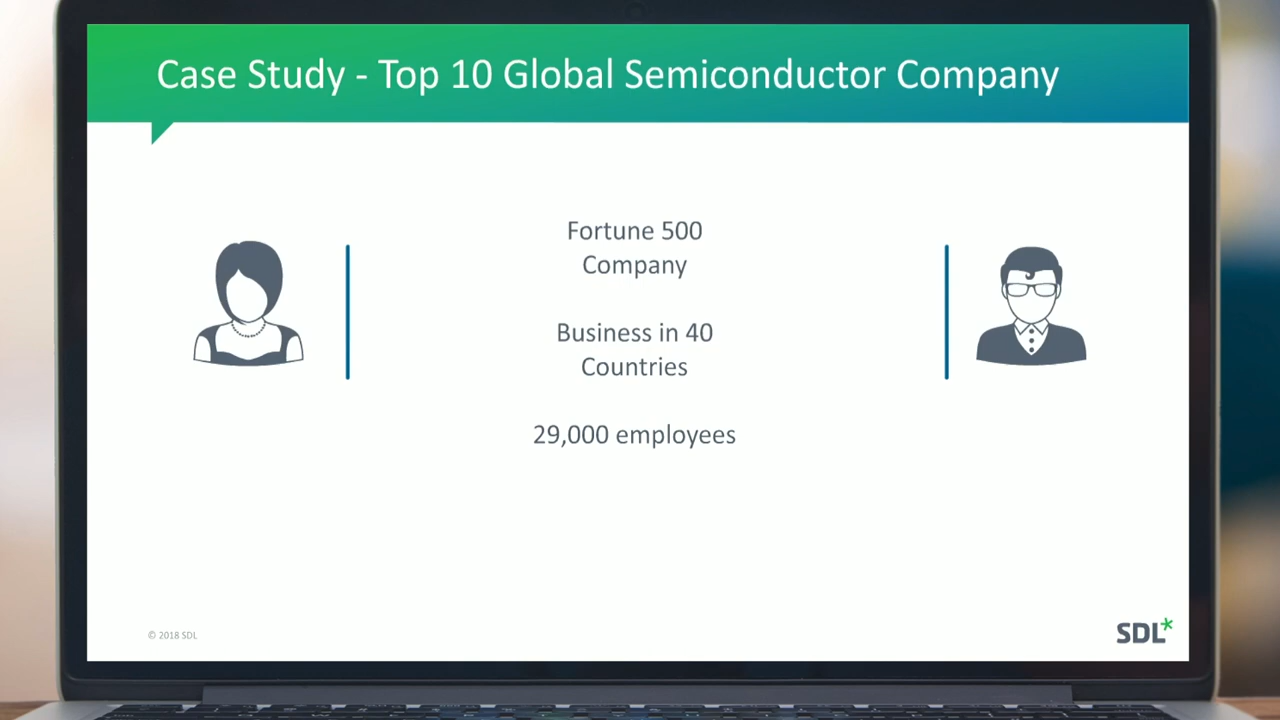 Case Study - Top 10 Global Semiconductor Company
Fortune 500
Company
Business in 40
Countries
29,000 employees
© 2018 SDL
SDL*